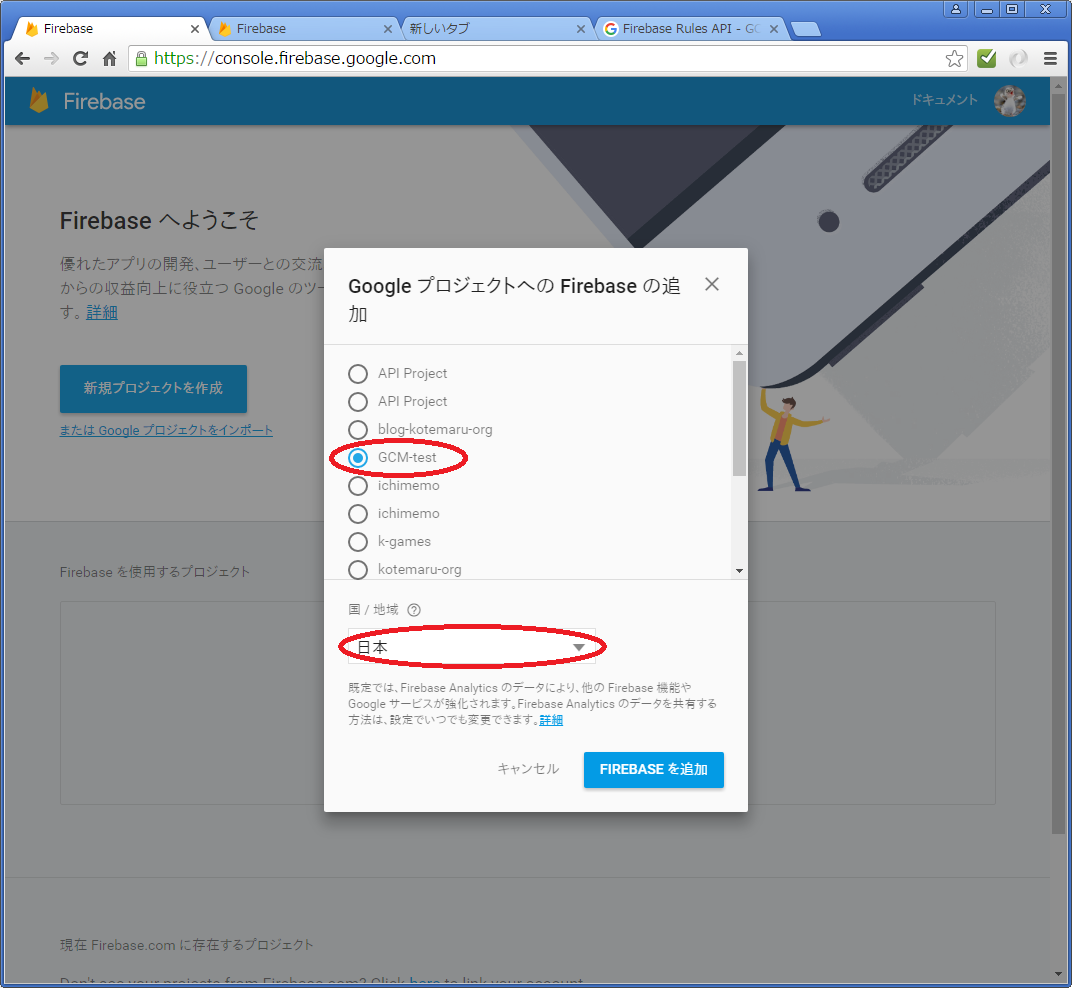 Firebase
Firebase
新しいタブ
Firebase Rules API - GC
https://console.firebase.google.com
Firebase
ドキュメント
Firebase へようこそ
優れたアプリの開発、ユーザーとの交流
からの収益向上に役立つ Google のツー
す。詳細
新規プロジェクトを作成
または Google プロジェクトをインポート
Google プロジェクトへの Firebase の追
加
API Project
API Project
blog-kotemaru-org
GCM-test
ichimemo
ichimemo
k-games
kotemaru-org
国 / 地域 ?
日本
既定では、Firebase Analytics のデータにより、他の Firebase 機能や
Google サービスが強化されます。Firebase Analytics のデータを共有する
方法は、設定でいつでも変更できます。詳細
キャンセル
FIREBASE を追加
Firebase を使用するプロジェクト
現在 Firebase.com に存在するプロジェクト
Don't see your projects from Firebase.com? Click here to link your account